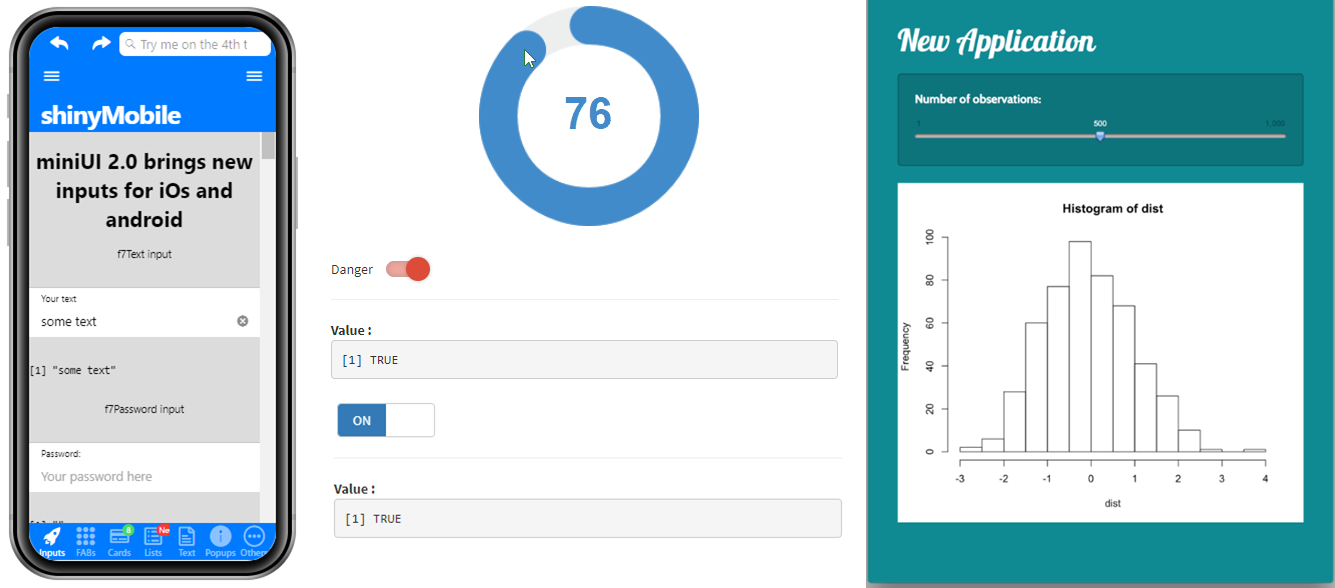 Try me on the 4th t
shinyMobile
miniUI 2.0 brings new
inputs for iOs and
android
f7Text input
Your text
some text
[1] "some text"
f7Password input
Password:
Your password here
8
Ne
Inputs
FABs
Cards
Lists
Text
Popups
Other
76
Danger
Value :
[1] TRUE
ON
Value :
[1] TRUE
New Application
Number of observations:
1
500
1,000
Histogram of dist
Frequency
100
80
60
40
20
0
-3 -2 -1 0 1 2 3 4
dist